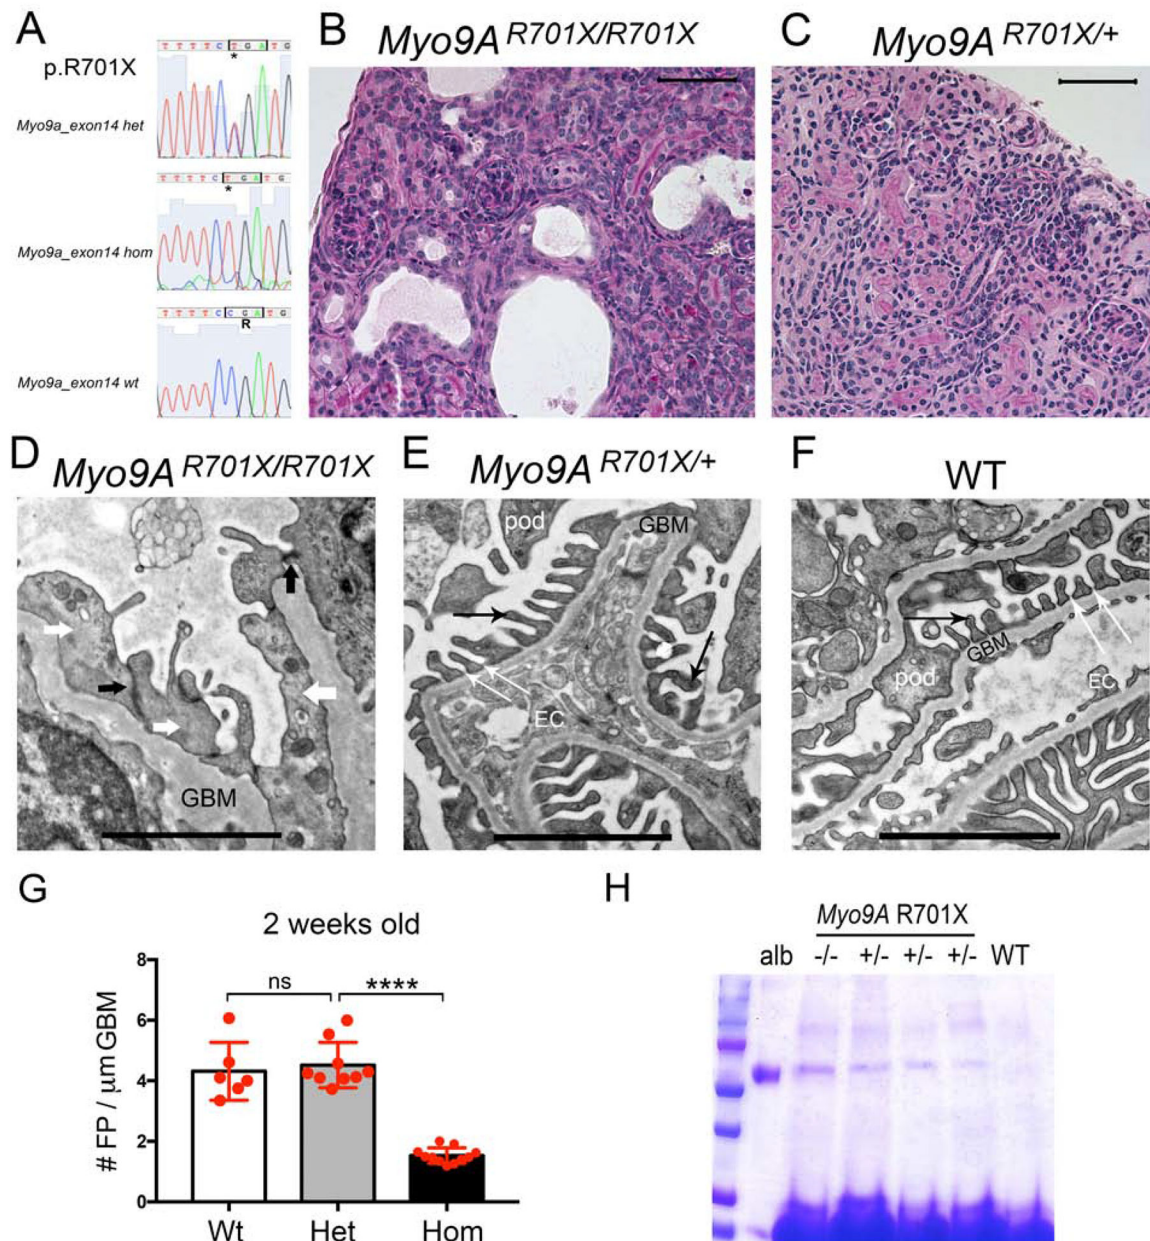 A
p.R701X
T T T T C T G A T G
*
Myo9a_exon14 het
T T T T C T G A T G
*
Myo9a_exon14 hom
T T T T C C G A T G
R
Myo9a_exon14 wt
B Myo9A R701X/R701X
C Myo9A R701X/+
D Myo9A R701X/R701X
GBM
E Myo9A R701X/+
pod
GBM
EC
F WT
GBM
pod
EC
G
2 weeks old
# FP / μm GBM
8
6
4
2
0
ns
****
Wt Het Hom
H
Myo9A R701X
alb -/- +/- +/- +/- WT